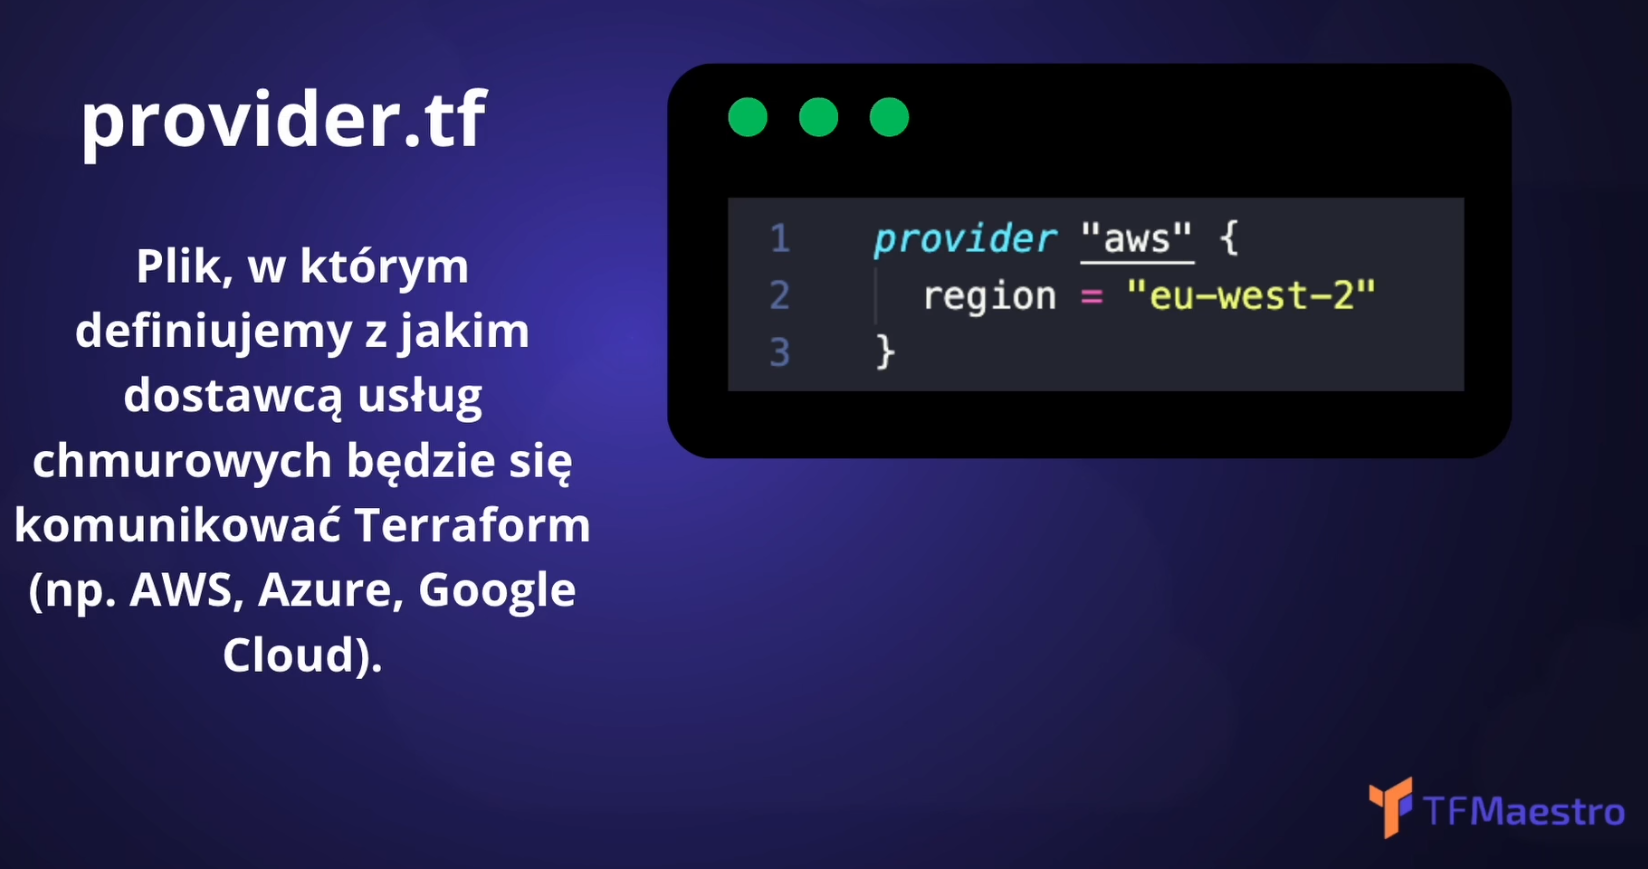 provider.tf
Plik, w którym
definiujemy z jakim
dostawcą usług
chmurowych będzie się
komunikować Terraform
(np. AWS, Azure, Google
Cloud).
1 provider "aws" {
2 region = "eu-west-2"
3 }
TFMaestro